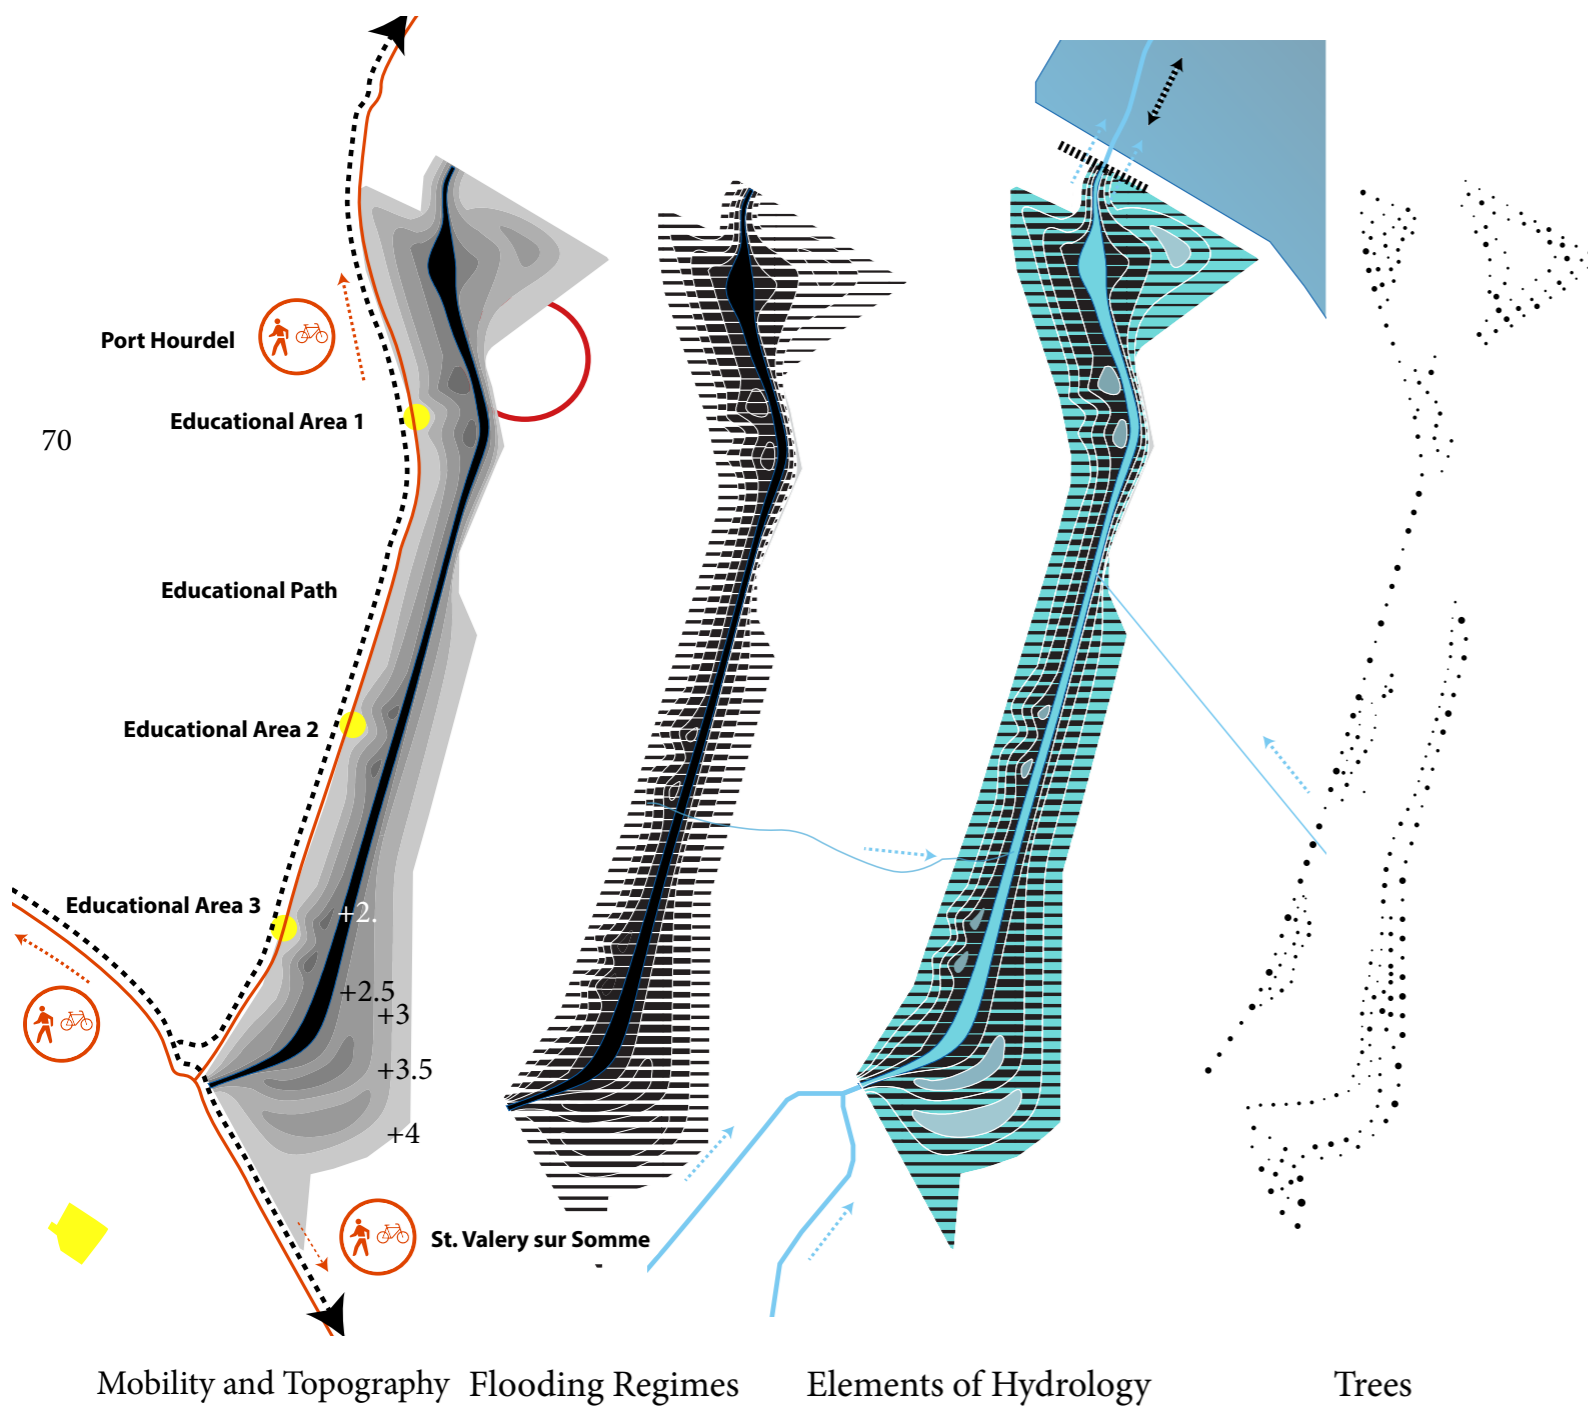 Port Hourdel
Educational Area 1
70
Educational Path
Educational Area 2
Educational Area 3
+2.
+2.5
+3
+3.5
+4
St. Valery sur Somme
Mobility and Topography
Flooding Regimes
Elements of Hydrology
Trees